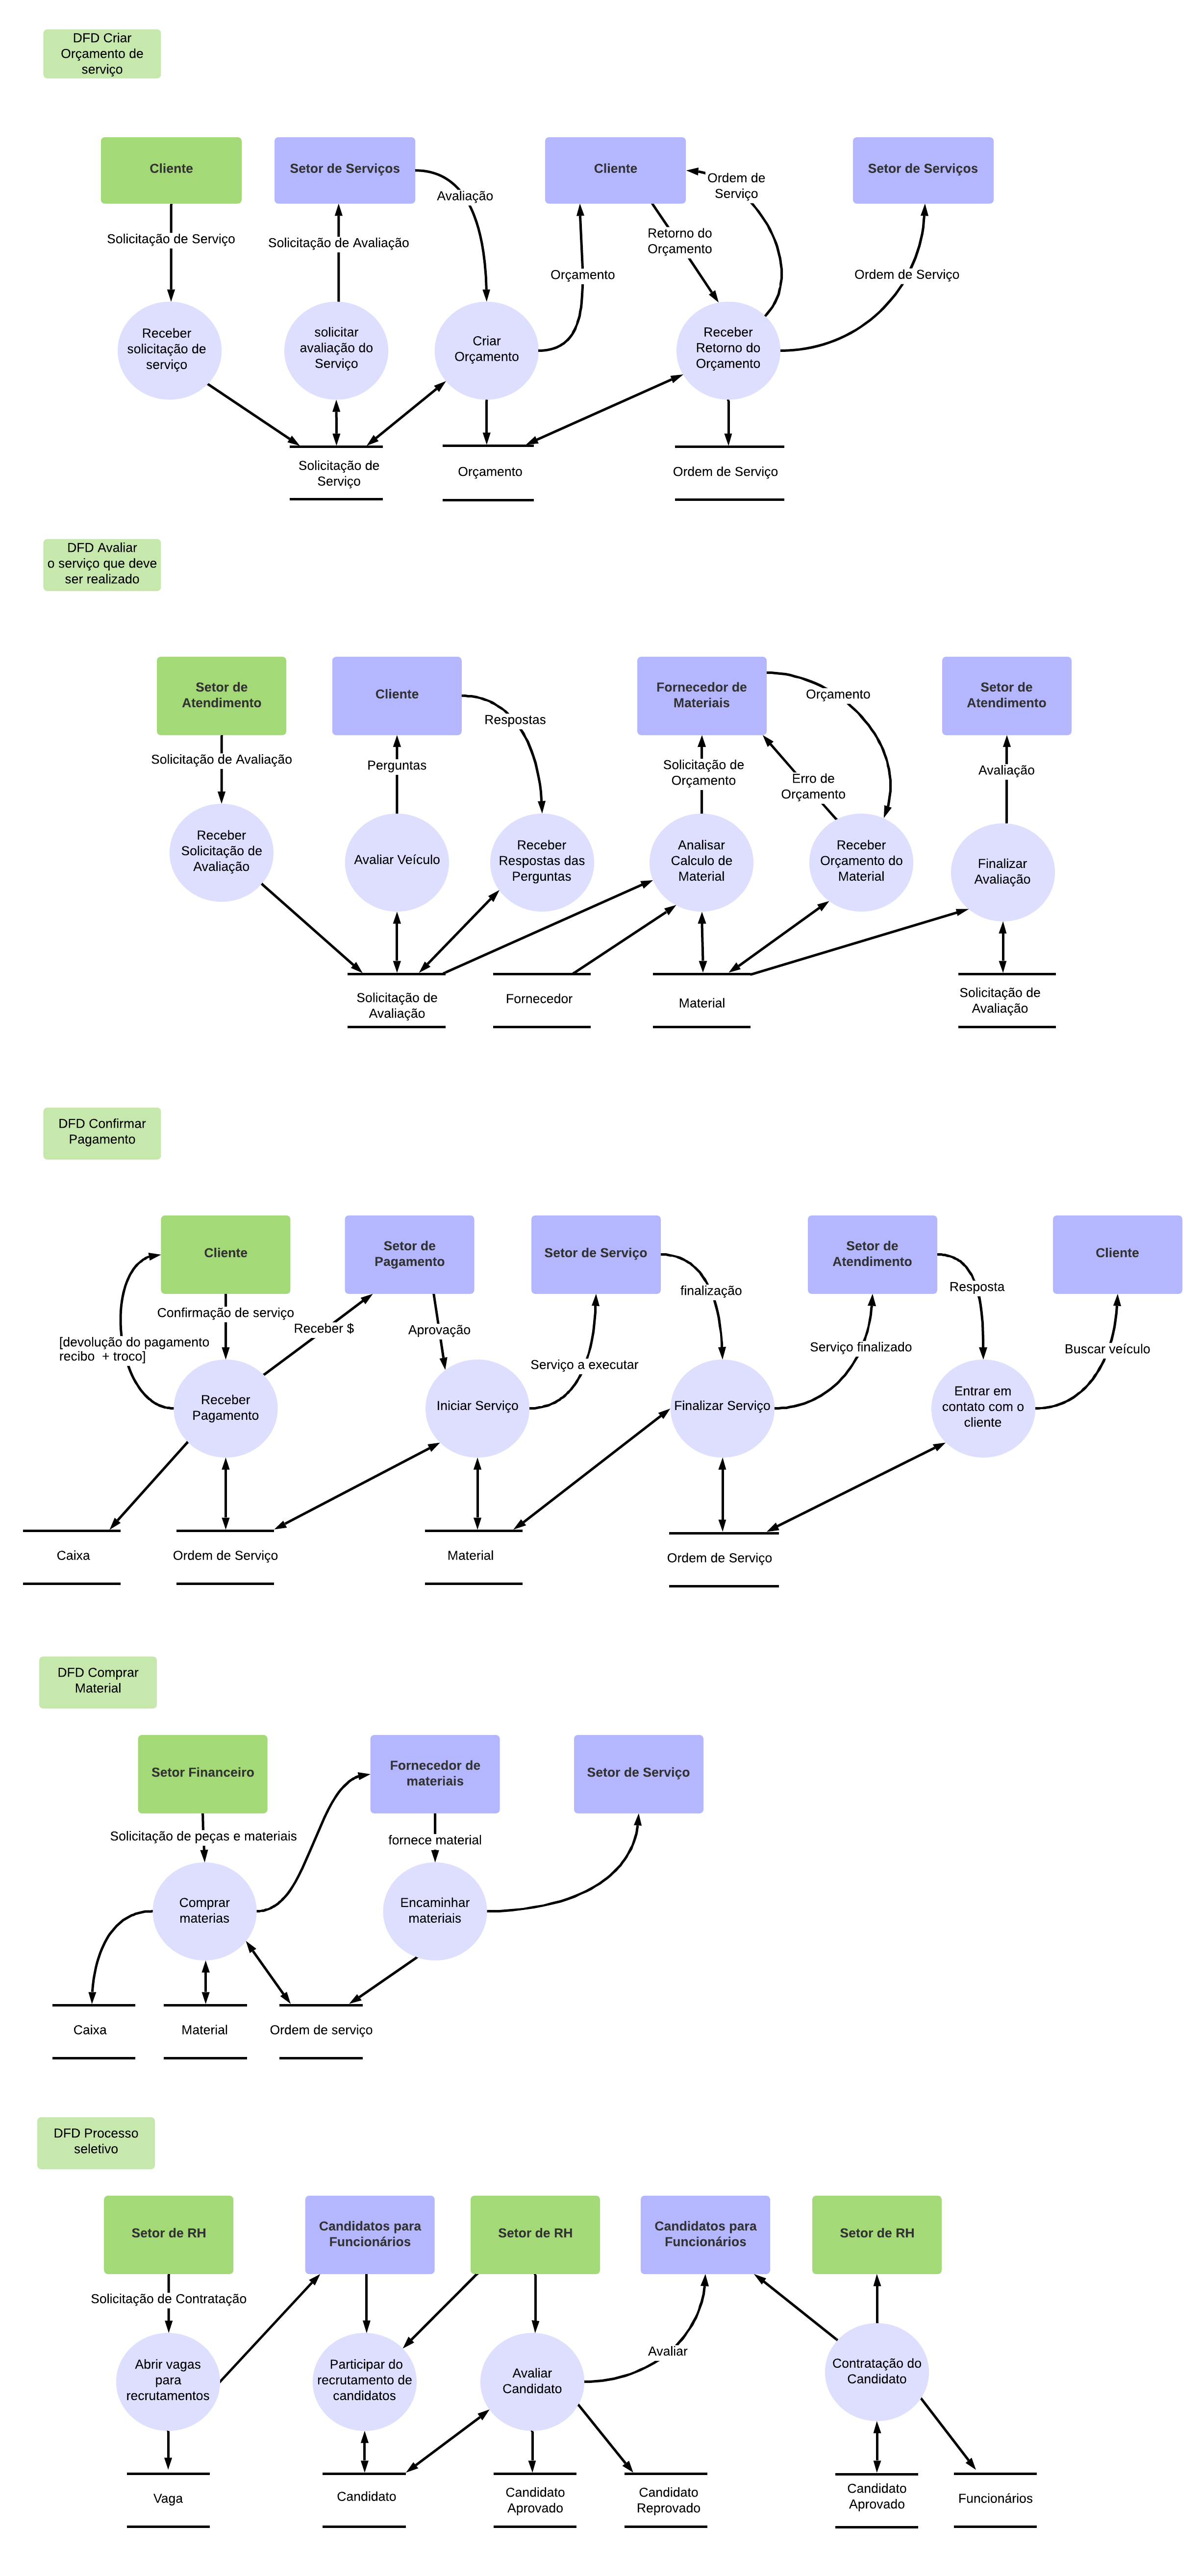 DFD Criar
Orçamento de
serviço
Cliente
Setor de Serviços
Cliente
Setor de Serviços
Ordem de
Serviço
Avaliação
Retorno do
Orçamento
Solicitação de Serviço
Solicitação de Avaliação
Orçamento
Ordem de Serviço
Receber
solicitação de
serviço
solicitar
avaliação do
Serviço
Criar
Orçamento
Receber
Retorno do
Orçamento
Solicitação de
Serviço
Orçamento
Ordem de Serviço
DFD Avaliar
o serviço que deve
ser realizado
Setor de
Atendimento
Cliente
Fornecedor de
Materiais
Setor de
Atendimento
Orçamento
Respostas
Solicitação de Avaliação
Perguntas
Solicitação de
Orçamento
Erro de
Orçamento
Avaliação
Receber
Solicitação de
Avaliação
Avaliar Veículo
Receber
Respostas das
Perguntas
Analisar
Calculo de
Material
Receber
Orçamento do
Material
Finalizar
Avaliação
Solicitação de
Avaliação
Fornecedor
Material
Solicitação de
Avaliação
DFD Confirmar
Pagamento
Cliente
Setor de
Pagamento
Setor de Serviço
Setor de
Atendimento
Cliente
Confirmação de serviço
Receber $
Aprovação
finalização
Resposta
[devolução do pagamento
recibo  + troco]
Serviço a executar
Serviço finalizado
Buscar veículo
Receber
Pagamento
Iniciar Serviço
Finalizar Serviço
Entrar em
contato com o
cliente
Caixa
Ordem de Serviço
Material
Ordem de Serviço
DFD Comprar
Material
Setor Financeiro
Fornecedor de
materiais
Setor de Serviço
Solicitação de peças e materiais
fornece material
Comprar
materias
Encaminhar
materiais
Caixa
Material
Ordem de serviço
DFD Processo
seletivo
Setor de RH
Candidatos para
Funcionários
Setor de RH
Candidatos para
Funcionários
Setor de RH
Solicitação de Contratação
Avaliar
Abrir vagas
para
recrutamentos
Participar do
recrutamento de
candidatos
Avaliar
Candidato
Contratação do
Candidato
Vaga
Candidato
Candidato
Aprovado
Candidato
Reprovado
Candidato
Aprovado
Funcionários